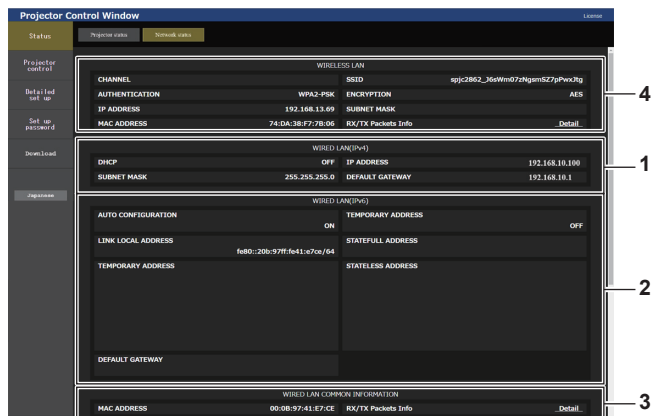 Projector Control Window
License
Status
Projector status
Network status
Projector control
Detailed set up
Set up password
Download
Japanese
WIRELESS LAN
CHANNEL
SSID spjc2862_J6sWm07zNgsmSZ7pPwxJtg
AUTHENTICATION WPA2-PSK
ENCRYPTION AES
IP ADDRESS 192.168.13.69
SUBNET MASK
MAC ADDRESS 74:DA:38:F7:7B:06
RX/TX Packets Info Detail
4
WIRED LAN(IPv4)
DHCP OFF
IP ADDRESS 192.168.10.100
SUBNET MASK 255.255.255.0
DEFAULT GATEWAY 192.168.10.1
1
WIRED LAN(IPv6)
AUTO CONFIGURATION ON
TEMPORARY ADDRESS OFF
LINK LOCAL ADDRESS fe80::20b:97ff:fe41:e7ce/64
STATEFULL ADDRESS
TEMPORARY ADDRESS
STATELESS ADDRESS
DEFAULT GATEWAY
2
WIRED LAN COMMON INFORMATION
MAC ADDRESS 00:0B:97:41:E7:CE
RX/TX Packets Info Detail
3